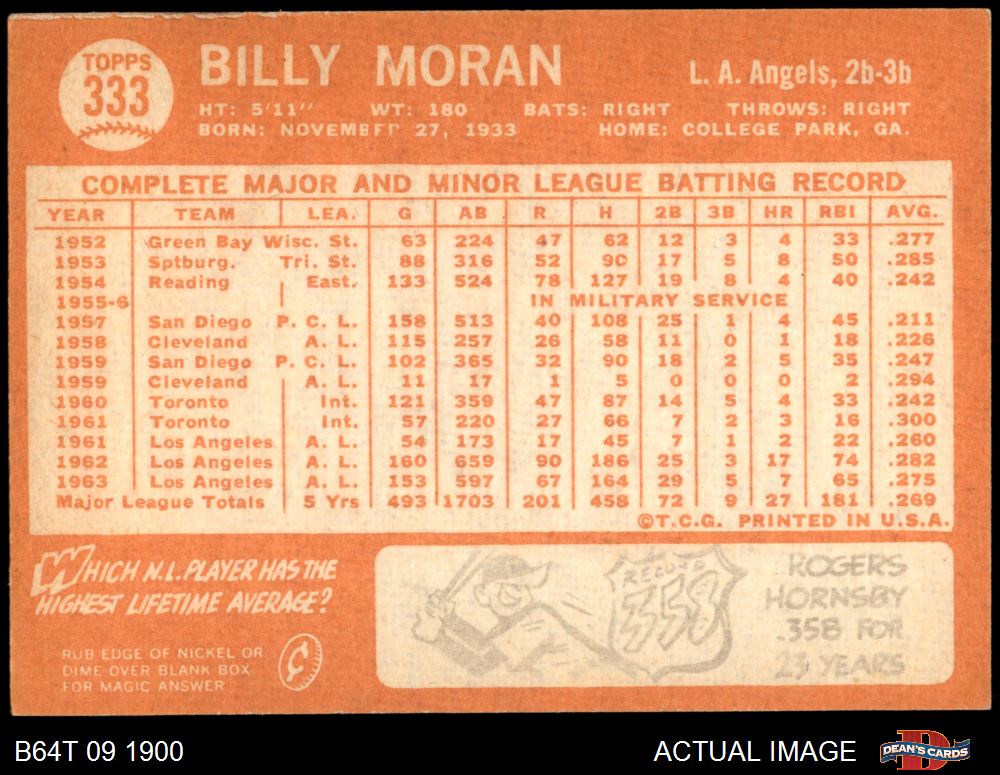 TOPPS
333
BILLY MORAN
L. A. Angels, 2b-3b
HT: 5'11" WT: 180 BATS: RIGHT THROWS: RIGHT
BORN: NOVEMBER 27, 1933 HOME: COLLEGE PARK, GA.
COMPLETE MAJOR AND MINOR LEAGUE BATTING RECORD
YEAR TEAM LEA. G AB R H 2B 3B HR RBI AVG.
1952 Green Bay Wisc. St. 63 224 47 62 12 3 4 33 .277
1953 Sptburg. Tri. St. 88 316 52 90 17 5 8 50 .285
1954 Reading East. 133 524 78 127 19 8 4 40 .242
1955-6 IN MILITARY SERVICE
1957 San Diego P. C. L. 158 513 40 108 25 1 4 45 .211
1958 Cleveland A. L. 115 257 26 58 11 0 1 18 .226
1959 San Diego P. C. L. 102 365 32 90 18 2 5 35 .247
1959 Cleveland A. L. 11 17 1 5 0 0 0 2 .294
1960 Toronto Int. 121 359 47 87 14 5 4 33 .242
1961 Toronto Int. 57 220 27 66 7 2 3 16 .300
1961 Los Angeles A. L. 54 173 17 45 7 1 2 22 .260
1962 Los Angeles A. L. 160 659 90 186 25 3 17 74 .282
1963 Los Angeles A. L. 153 597 67 164 29 5 7 65 .275
Major League Totals 5 Yrs 493 1703 201 458 72 9 27 181 .269
©T.C.G. PRINTED IN U.S.A.
WHICH N.L. PLAYER HAS THE
HIGHEST LIFETIME AVERAGE?
RUB EDGE OF NICKEL OR
DIME OVER BLANK BOX
FOR MAGIC ANSWER
¢
RECORD
358
ROGERS
HORNSBY
.358 FOR
23 YEARS
B64T 09 1900
ACTUAL IMAGE
D
DEAN'S CARDS